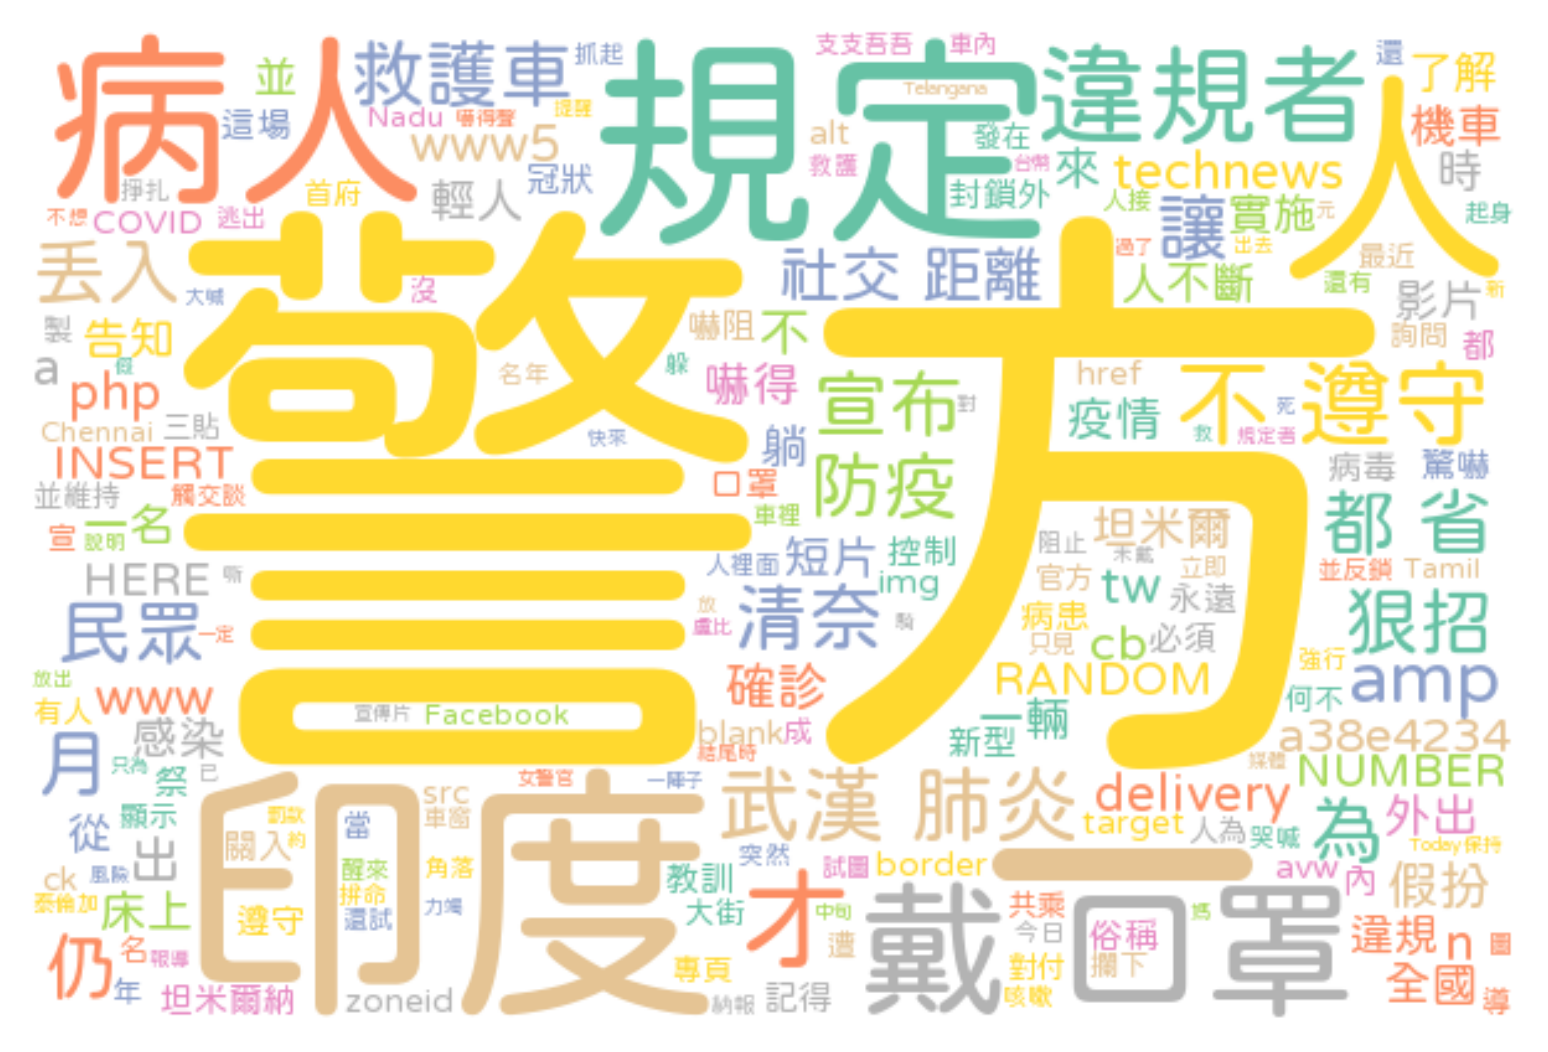 病人
救護車
抓起
規定
支支吾吾
車內
違規者
還
了解
並
這場
Nadu
嚇得聲
提醒
www5
Telangana
alt
發在
人
機車
掙扎
首府
輕人
冠狀
救護
台幣
來
technews
時
不想
COVID
逃出
封鎖外
人接
讓
實施
元
起身
丟入
大喊
沒
社交 距離
過了
出去
人不斷
最近
還有
影片
新
製
告知
警方
名年
嚇阻
不
詢問
都
a
假
php
躲
嚇得
宣布
對
href
疫情
不 遵守
死
救
規定者
Chennai
三貼
快來
躺
INSERT
病毒
驚嚇
並維持
觸交談
口罩
防疫
車裡
宣
一名
說明
坦米爾
都 省
HERE
嘶
人裡面
短片
控制
阻止
未戴
img
官方
tw
立即
並反鎖
Tamil
民眾
一定
放
盧比
清奈
騎
病患
永遠
只見
cb
必須
狠招
放出
有人
www
確診
RANDOM
強行
何不
amp
宣傳片
Facebook
感染
blank
成
結尾時
新型
一輛
a38e4234
月
只為
祭
已
女警官
一陣子
武漢 肺炎
媒體
NUMBER
delivery
從
顯示
出
印度
罰款
關入
約
當
src
車窗
target
人為
哭喊
為
外出
Today
保持
ck
風險
醒來
角落
教訓
突然
試圖
border
一
avw
內
假扮
泰倫加
床上
拼命
遵守
還試
力竭
大街
才
中旬
戴
口罩
共乘
今日
俗稱
媽
仍
名
報導
遭
對付
攔下
違規
n
圖
年
坦米爾納
zoneid
專頁
納報
記得
咳嗽
全國
導